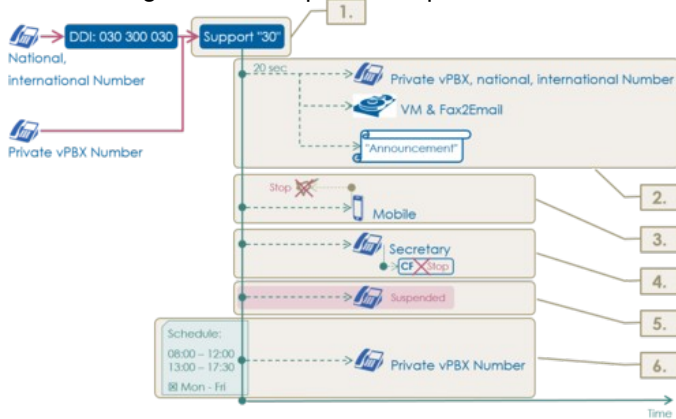 1.
DDI: 030 300 030
Support "30"
National,
international Number
Private vPBX Number
20 sec
Private vPBX, national, international Number
VM & Fax2Email
"Announcement"
2.
Stop
Mobile
3.
Secretary
CF Stop
4.
Suspended
5.
Schedule:
08:00 – 12:00
13:00 – 17:30
Mon - Fri
Private vPBX Number
6.
Time